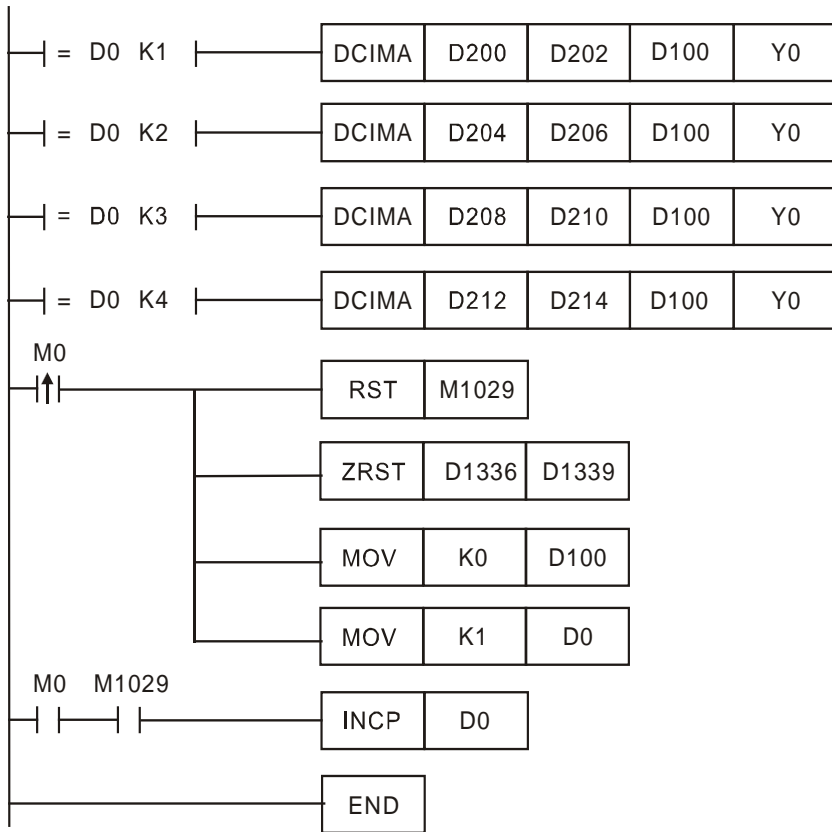 = D0 K1 DCIMA D200 D202 D100 Y0
= D0 K2 DCIMA D204 D206 D100 Y0
= D0 K3 DCIMA D208 D210 D100 Y0
= D0 K4 DCIMA D212 D214 D100 Y0
M0
RST M1029
ZRST D1336 D1339
MOV K0 D100
MOV K1 D0
M0 M1029
INCP D0
END